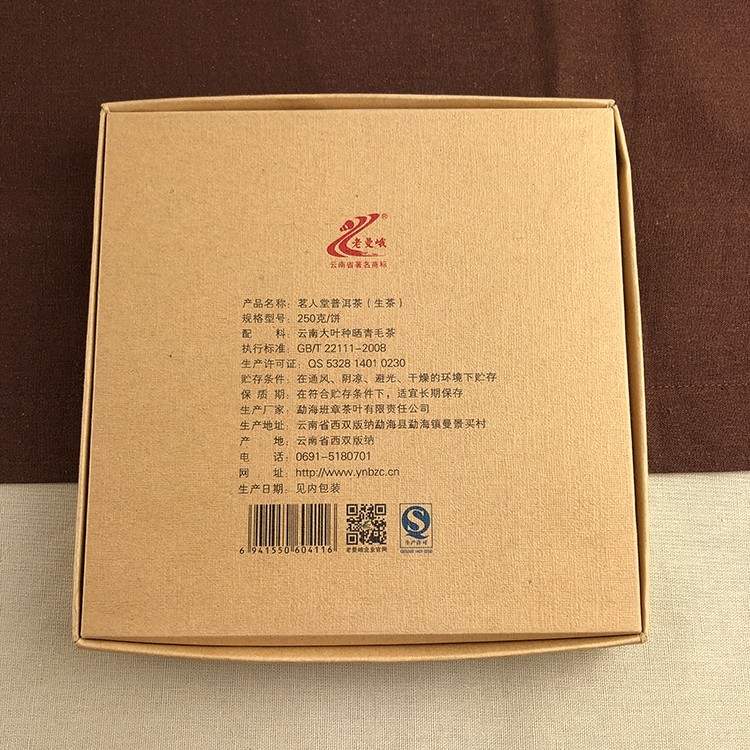 老曼峨®
云南省著名商标
产品名称：茗人堂普洱茶（生茶）
规格型号：250克/饼
配 料：云南大叶种晒青毛茶
执行标准：GB/T 22111-2008
生产许可证：QS 5328 1401 0230
贮存条件：在通风、阴凉、避光、干燥的环境下贮存
保 质 期：在符合贮存条件下，适宜长期保存
生产厂家：勐海班章茶叶有限责任公司
生产地址：云南省西双版纳勐海县勐海镇曼景买村
产 地：云南省西双版纳
电 话：0691-5180701
网 址：http://www.ynbzc.cn
生产日期：见内包装
6 941550 604116
老曼峨企业官网
生产许可